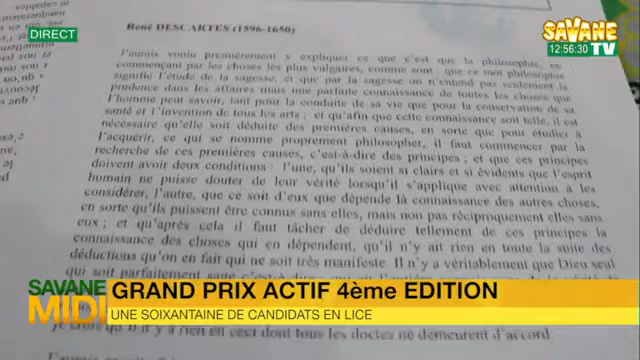 DIRECT
SAVANE TV
12:56:30
René DESCARTES (1596-1650)
J'aurais voulu premièrement y expliquer ce que c'est que la philosophie, en
commençant par les choses les plus vulgaires, comme sont : que ce mot philosophie
signifie l'étude de la sagesse, et que par la sagesse on n'entend pas seulement la
prudence dans les affaires mais une parfaite connaissance de toutes les choses que
l'homme peut savoir, tant pour la conduite de sa vie que pour la conservation de sa
santé et l'invention de tous les arts ; et qu'afin que cette connaissance soit telle, il est
nécessaire qu'elle soit déduite des premières causes, en sorte que pour étudier à
l'acquérir, ce qui se nomme proprement philosopher, il faut commencer par la
recherche de ces premières causes, c'est-à-dire des principes ; et que ces principes
doivent avoir deux conditions : l'une, qu'ils soient si clairs et si évidents que l'esprit
humain ne puisse douter de leur vérité lorsqu'il s'applique avec attention à les
considérer, l'autre, que ce soit d'eux que dépende là connaissance des autres choses,
en sorte qu'ils puissent être connus sans elles, mais non pas réciproquement elles sans
eux ; et qu'après cela il faut tâcher de déduire tellement de ces principes la
connaissance des choses qui en dépendent, qu'il n'y ait rien en toute la suite des
déductions qu'on en fait qui ne soit très manifeste. Il n'y a véritablement que Dieu seul
qui soit parfaitement sage
SAVANE MIDI
GRAND PRIX ACTIF 4ème EDITION
UNE SOIXANTAINE DE CANDIDATS EN LICE
je crois qu'il n'y a rien en ceci dont tous les doctes ne demeurent d'accord.